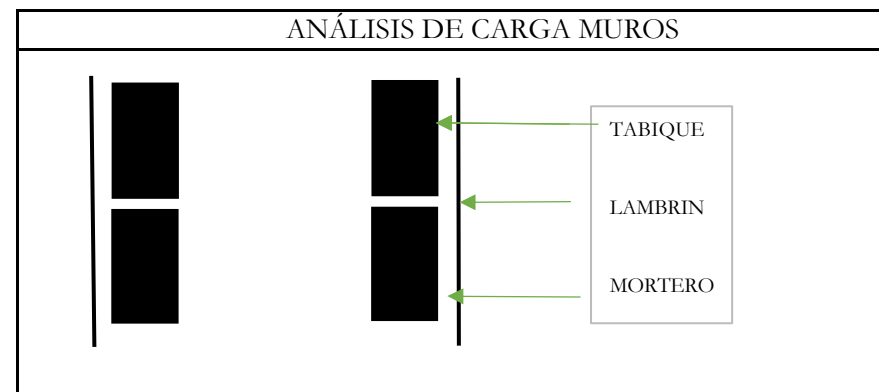 ANÁLISIS DE CARGA MUROS
TABIQUE
LAMBRIN
MORTERO